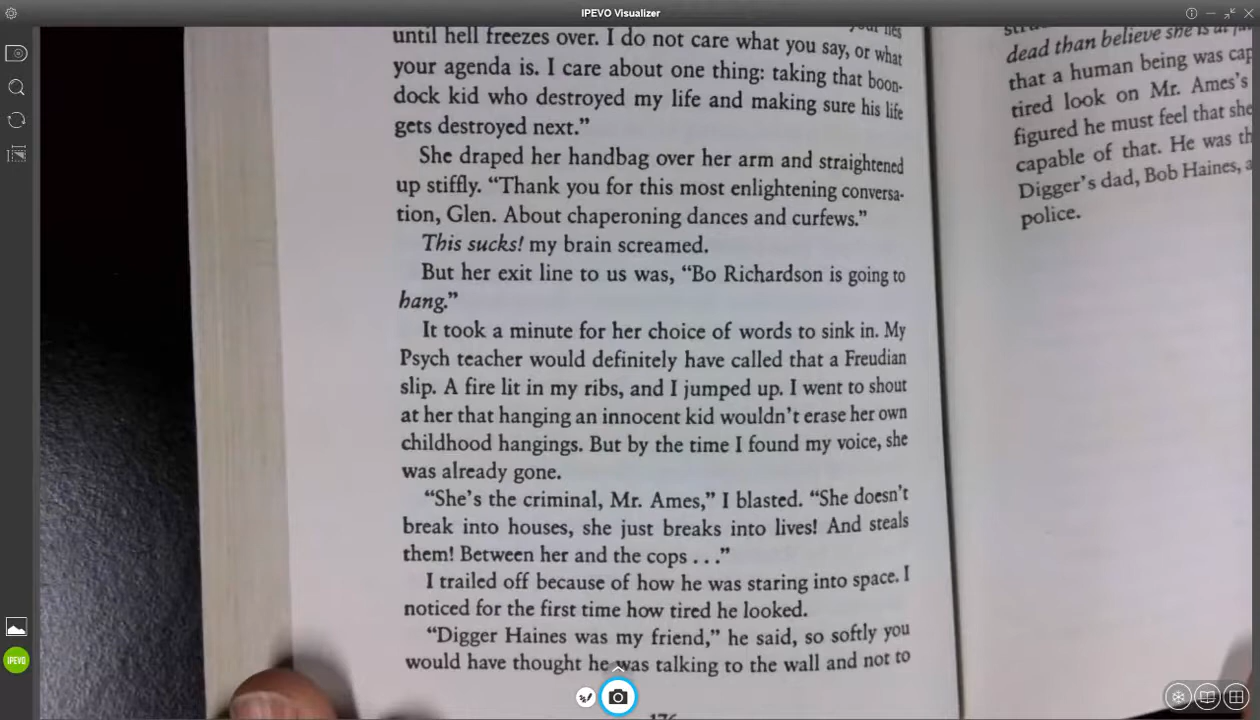 IPEVO Visualizer
until hell freezes over. I do not care what you say, or what
your agenda is. I care about one thing: taking that boon-
dock kid who destroyed my life and making sure his life
gets destroyed next.”
She draped her handbag over her arm and straightened
up stiffly. “Thank you for this most enlightening conversa-
tion, Glen. About chaperoning dances and curfews.”
This sucks! my brain screamed.
But her exit line to us was, “Bo Richardson is going to
hang.”
It took a minute for her choice of words to sink in. My
Psych teacher would definitely have called that a Freudian
slip. A fire lit in my ribs, and I jumped up. I went to shout
at her that hanging an innocent kid wouldn’t erase her own
childhood hangings. But by the time I found my voice, she
was already gone.
“She’s the criminal, Mr. Ames,” I blasted. “She doesn’t
break into houses, she just breaks into lives! And steals
them! Between her and the cops . . .”
I trailed off because of how he was staring into space. I
noticed for the first time how tired he looked.
“Digger Haines was my friend,” he said, so softly you
would have thought he was talking to the wall and not to
176
dead than believe she is at
that a human being was cap
tired look on Mr. Ames’s
figured he must feel that she
capable of that. He was th
Digger’s dad, Bob Haines, a
police.
IPEVO